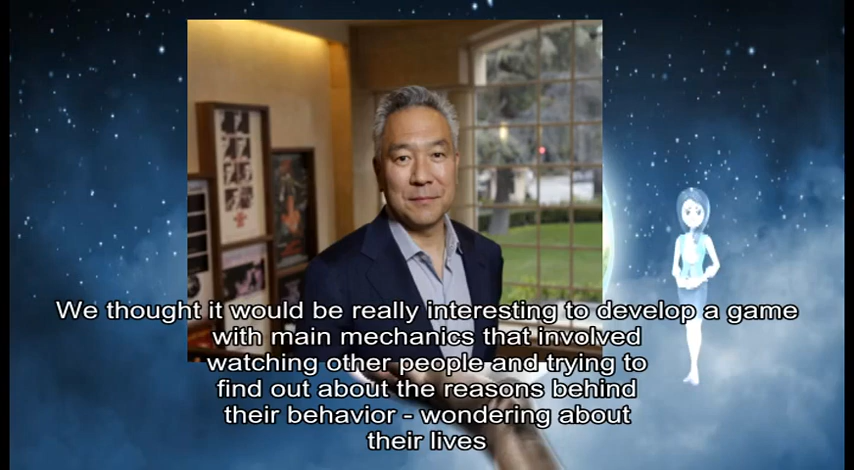 We thought it would be really interesting to develop a game
with main mechanics that involved
watching other people and trying to
find out about the reasons behind
their behavior - wondering about
their lives